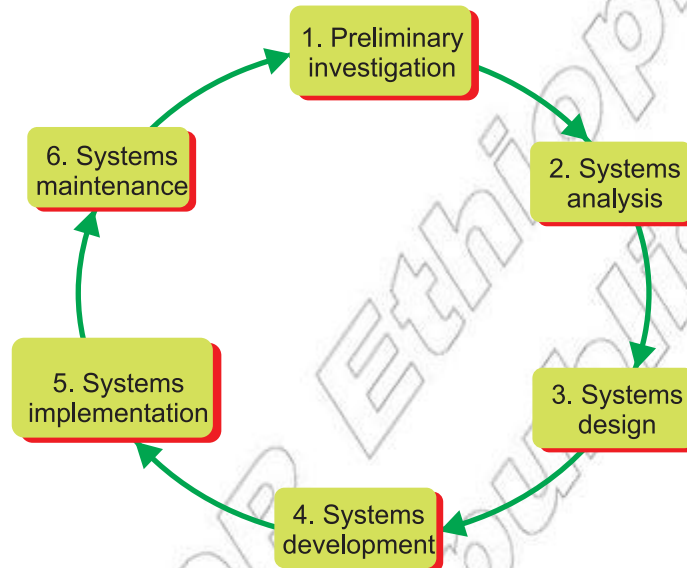 1. Preliminary
investigation
2. Systems
analysis
3. Systems
design
4. Systems
development
5. Systems
implementation
6. Systems
maintenance